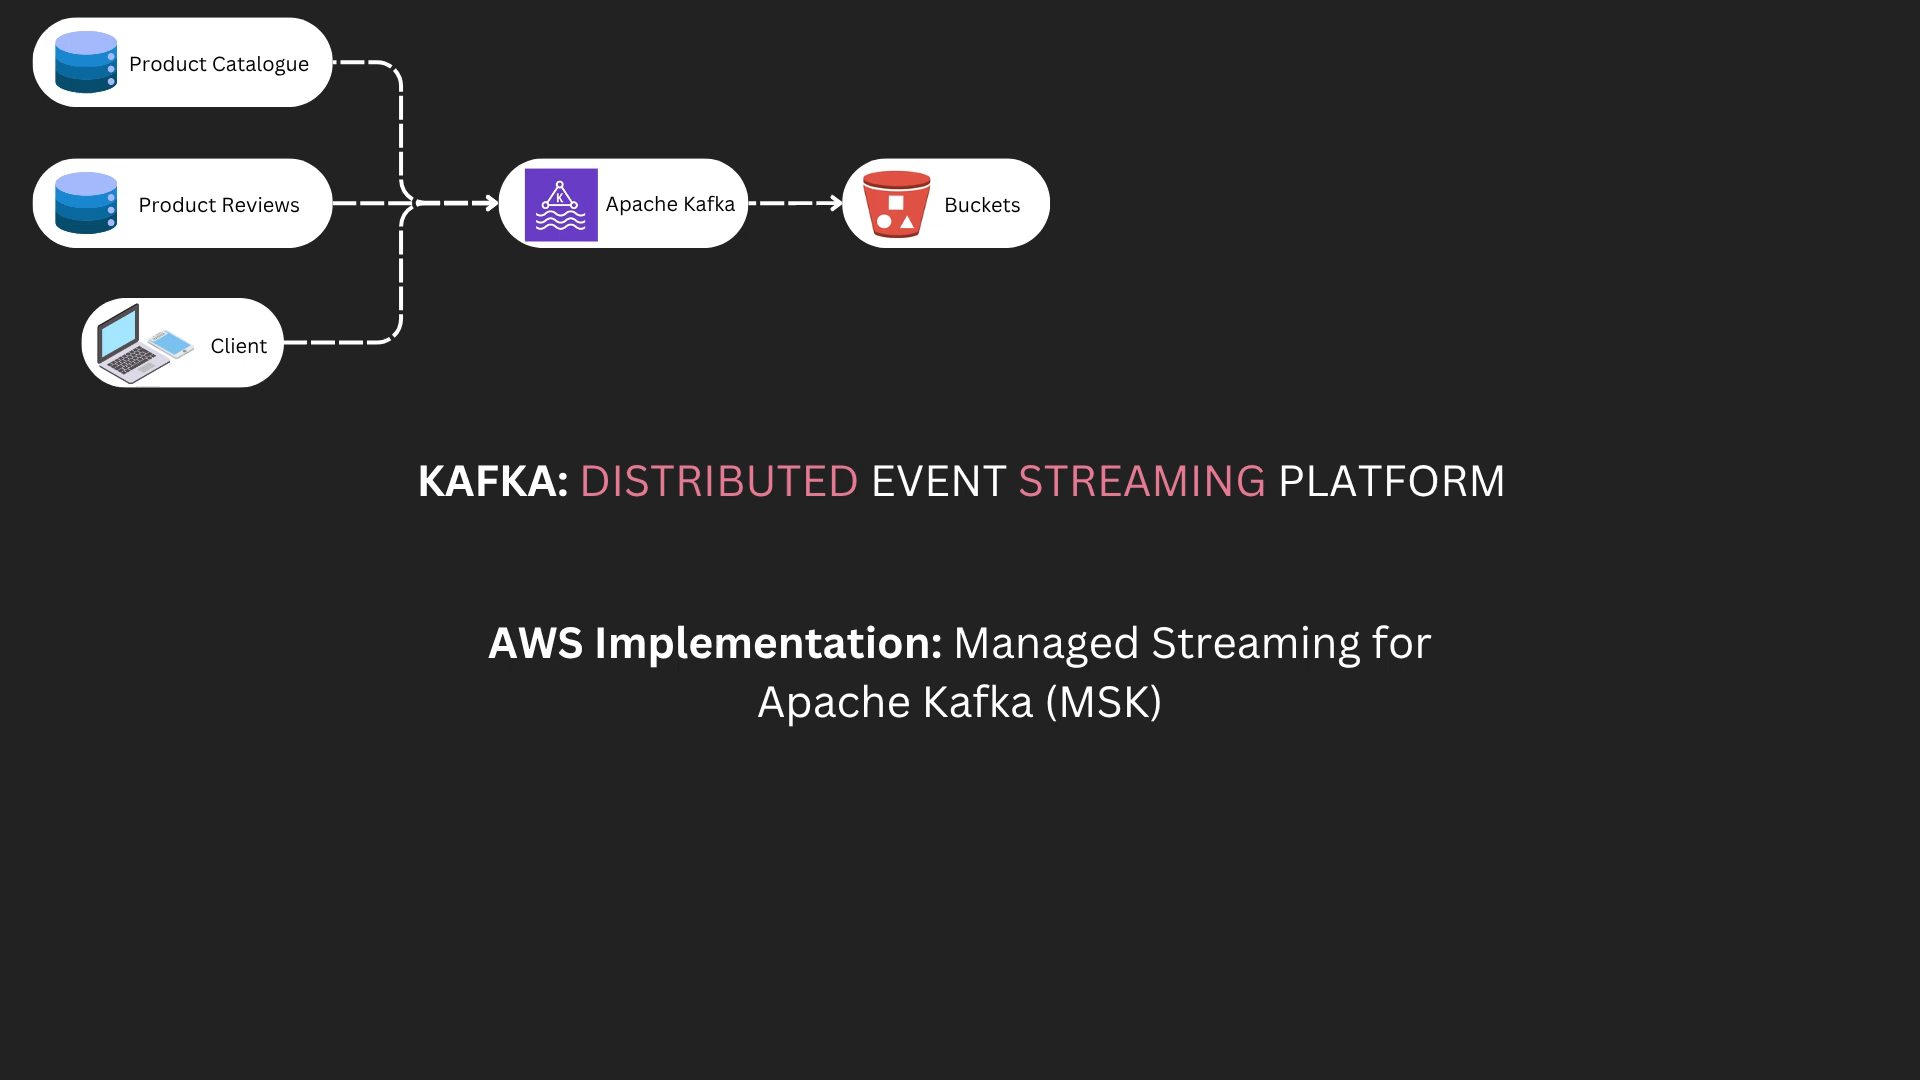 Product Catalogue
Product Reviews
K
Apache Kafka
Buckets
Client
KAFKA: DISTRIBUTED EVENT STREAMING PLATFORM
AWS Implementation: Managed Streaming for
Apache Kafka (MSK)